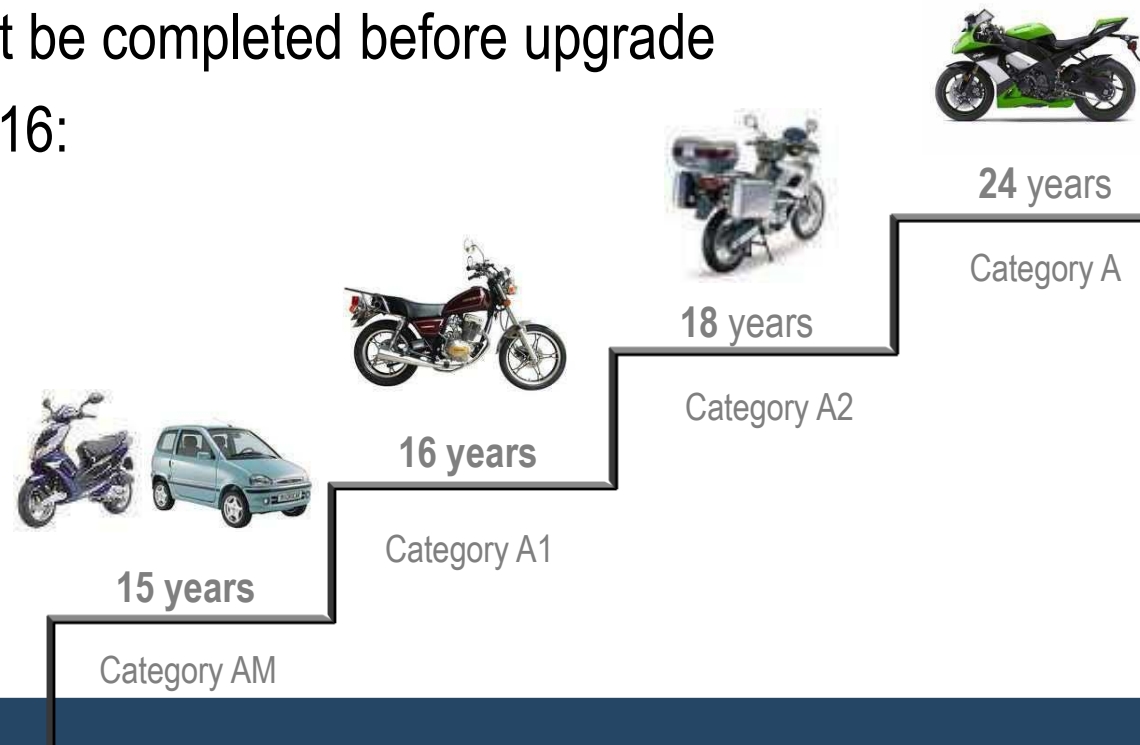 t be completed before upgrade
16:
24 years
Category A
18 years
Category A2
16 years
Category A1
15 years
Category AM